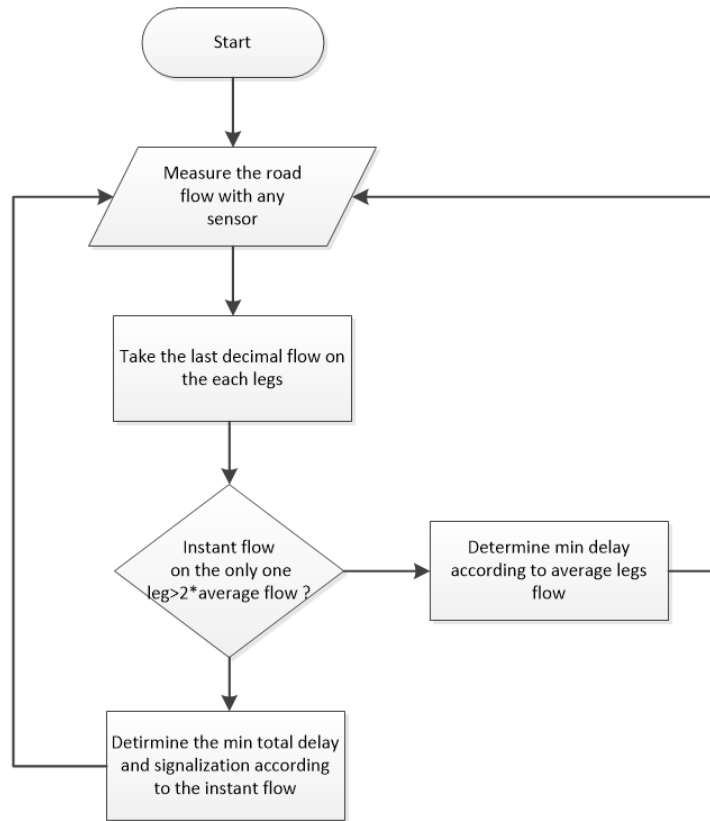 Start
Measure the road
flow with any
sensor
Take the last decimal flow on
the each legs
Instant flow
on the only one
leg>2*average flow ?
Determine min delay
according to average legs
flow
Detirmine the min total delay
and signalization according
to the instant flow